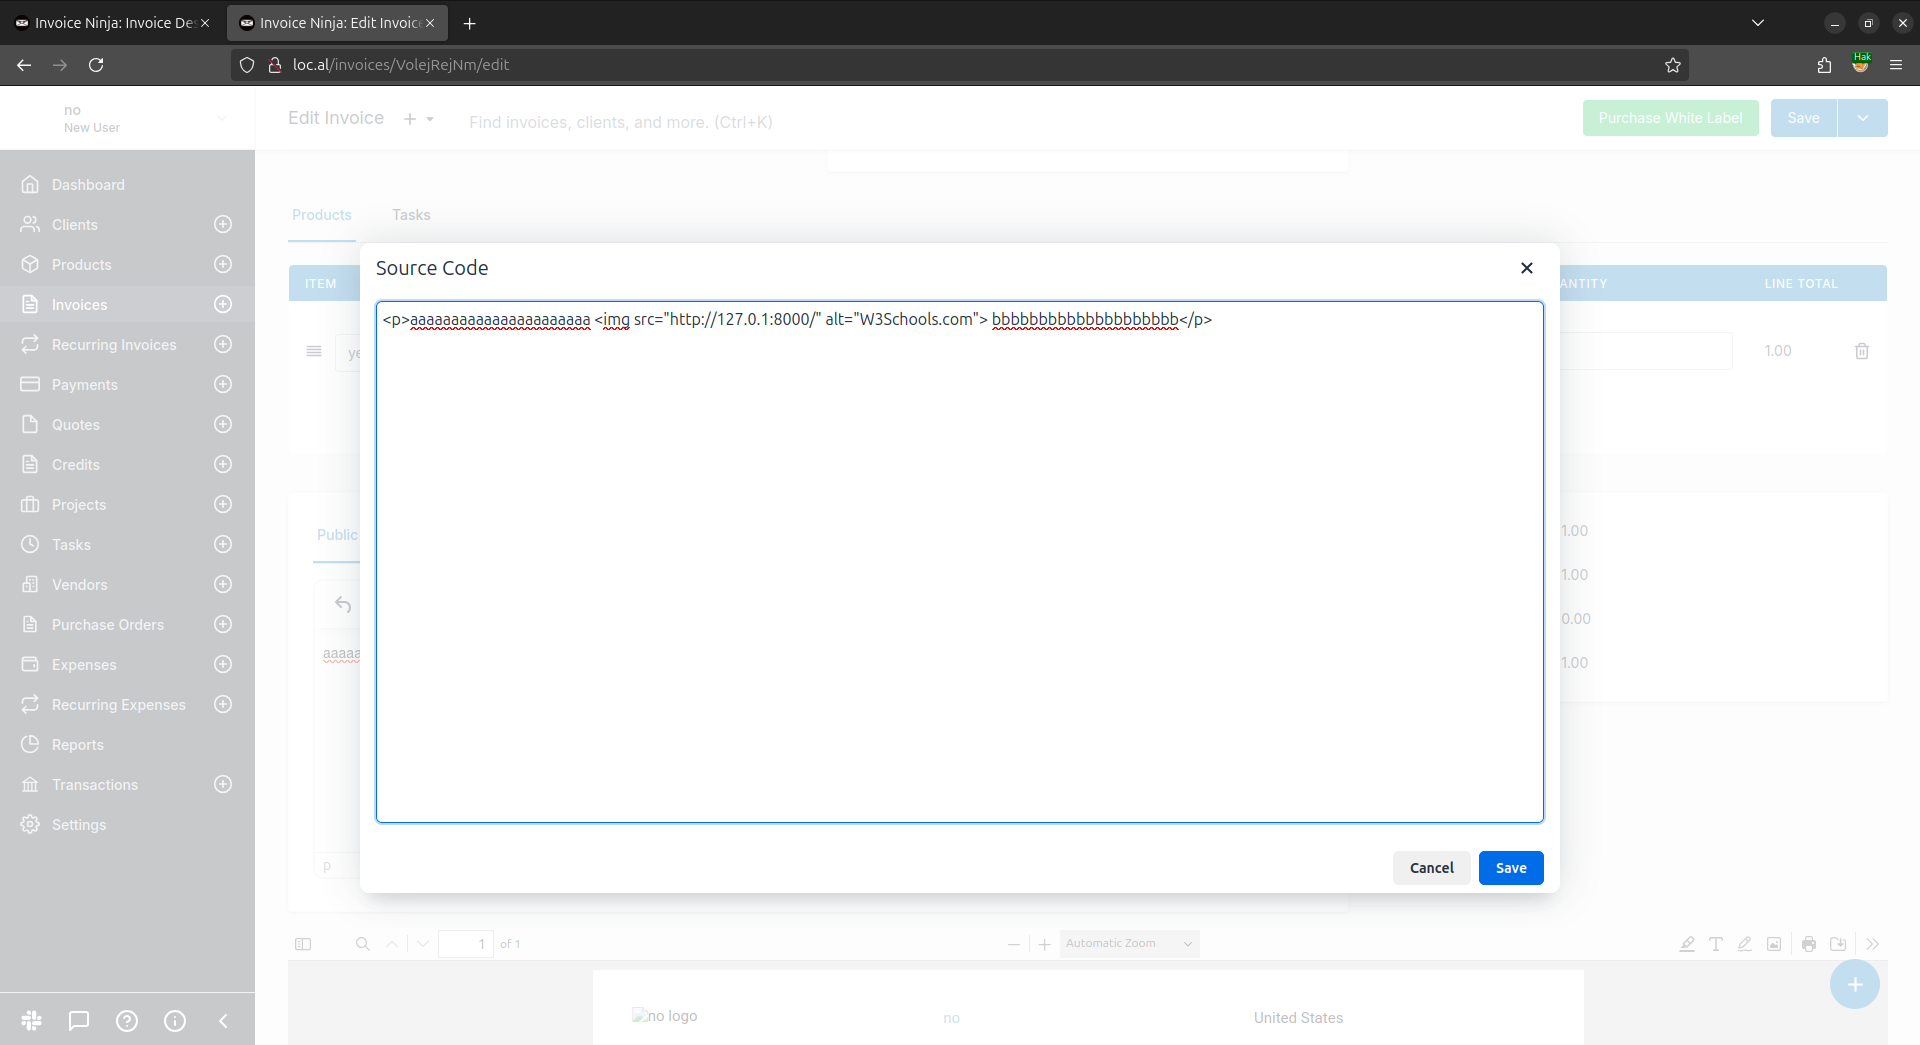 Invoice Ninja: Invoice De
Invoice Ninja: Edit Invoice
loc.al/invoices/VolejRejNm/edit
Hak
no
New User
Edit Invoice
Find invoices, clients, and more. (Ctrl+K)
Purchase White Label
Save
Dashboard
Clients
Products
Invoices
Recurring Invoices
Payments
Quotes
Credits
Projects
Tasks
Vendors
Purchase Orders
Expenses
Recurring Expenses
Reports
Transactions
Settings
Products Tasks
ITEM
ANTITY
LINE TOTAL
ye
1.00
Source Code
<p>aaaaaaaaaaaaaaaaaaaaaa <img src="http://127.0.1:8000/" alt="W3Schools.com"> bbbbbbbbbbbbbbbbbbbb</p>
Cancel
Save
Public
aaaaa
p
1.00
1.00
0.00
1.00
1 of 1
Automatic Zoom
no logo
no
United States